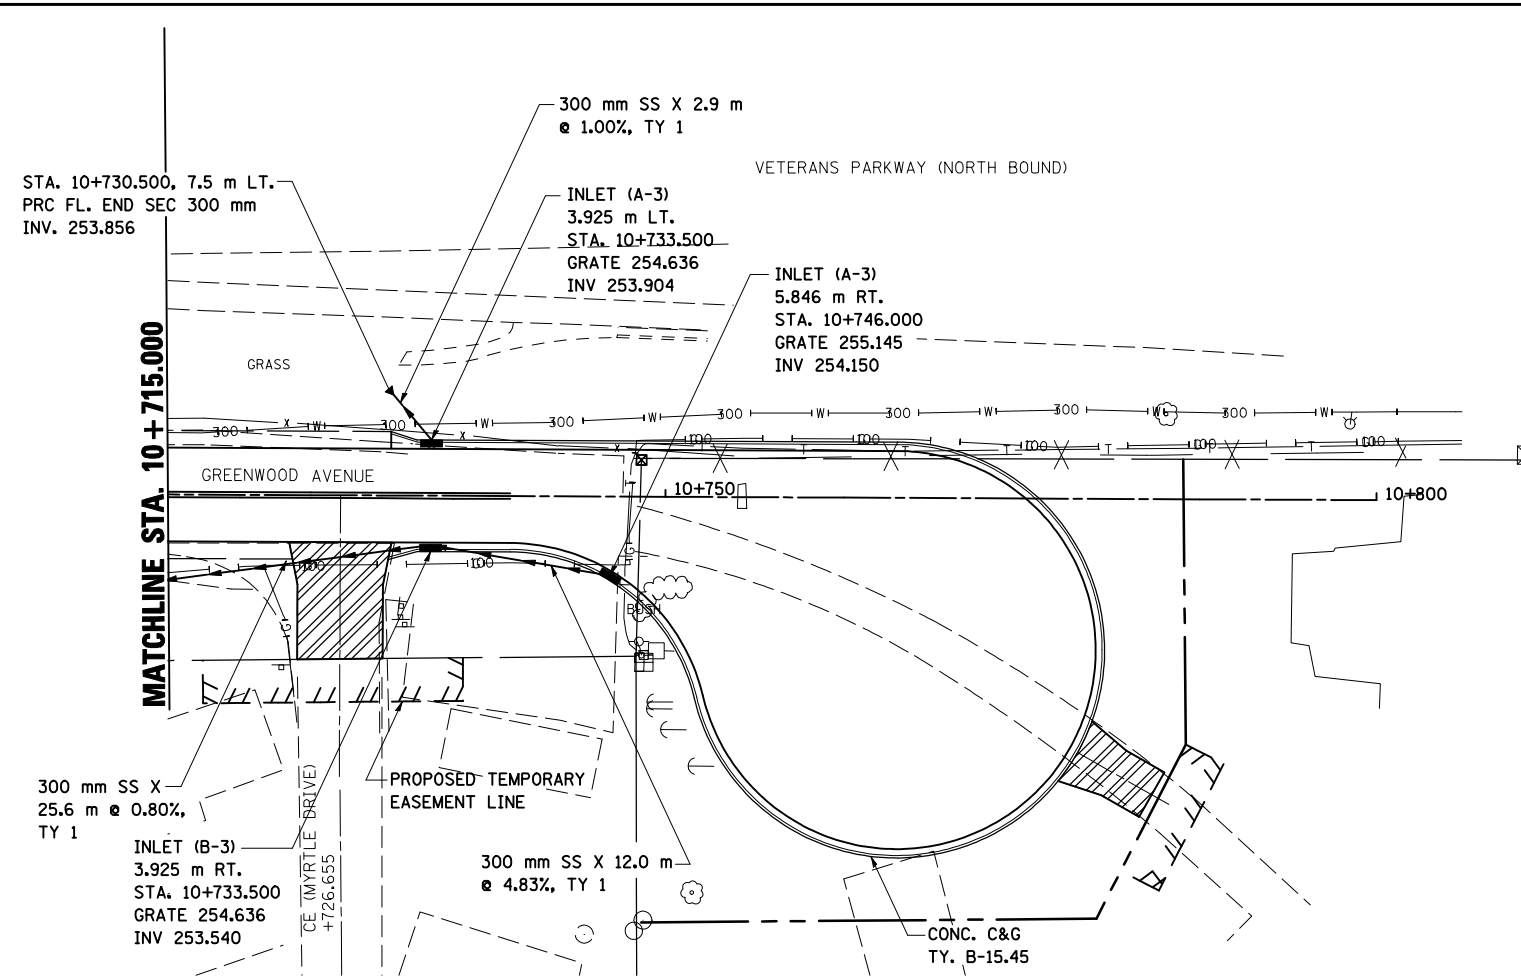 300 mm SS X 2.9 m
@ 1.00%, TY 1
VETERANS PARKWAY (NORTH BOUND)
STA. 10+730.500, 7.5 m LT.
PRC FL. END SEC 300 mm
INV. 253.856
INLET (A-3)
3.925 m LT.
STA. 10+733.500
GRATE 254.636
INV 253.904
INLET (A-3)
5.846 m RT.
STA. 10+746.000
GRATE 255.145
INV 254.150
MATCHLINE STA. 10+715.000
GRASS
300 W 300 W 300 W 300 W 300 W 300 W 300 W
GREENWOOD AVENUE
10+750
10+800
BUSH
300 mm SS X
25.6 m @ 0.80%,
TY 1
PROPOSED TEMPORARY
EASEMENT LINE
INLET (B-3)
3.925 m RT.
STA. 10+733.500
GRATE 254.636
INV 253.540
CE (MYRTLE DRIVE)
+726.655
300 mm SS X 12.0 m
@ 4.83%, TY 1
CONC. C&G
TY. B-15.45